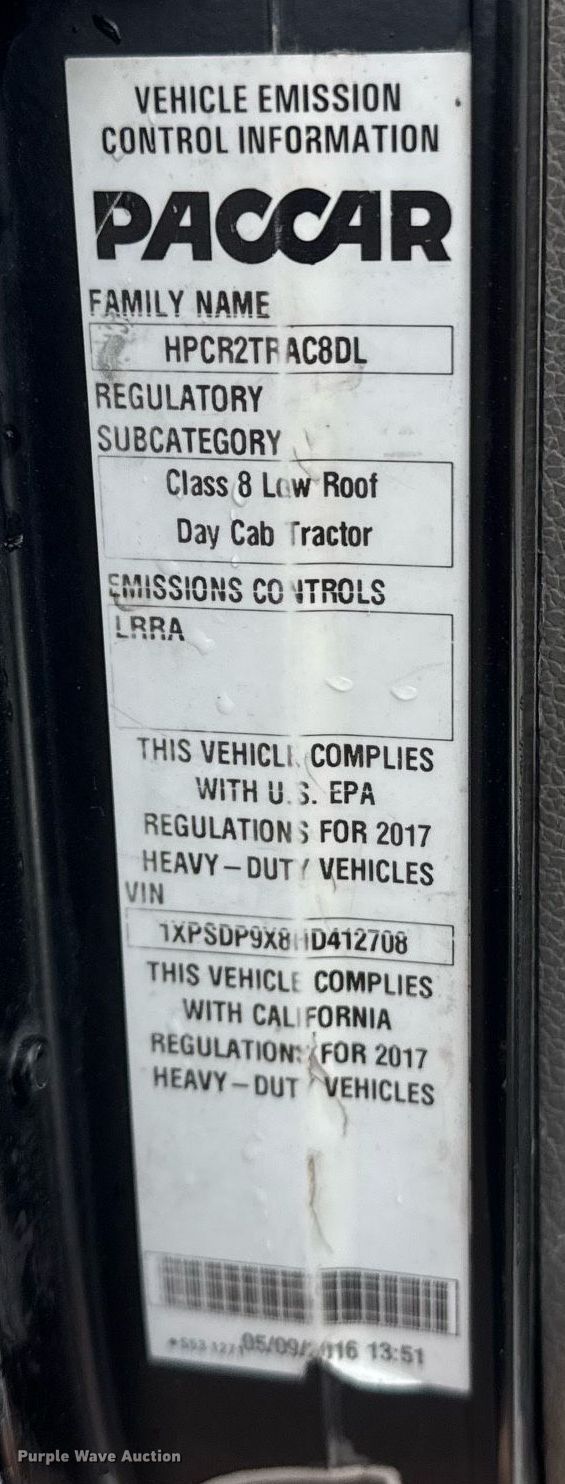 VEHICLE EMISSION
CONTROL INFORMATION
PACCAR
FAMILY NAME
HPCR2TRAC8DL
REGULATORY
SUBCATEGORY
Class 8 Low Roof
Day Cab Tractor
EMISSIONS CONTROLS
LRRA
THIS VEHICLE COMPLIES
WITH U.S. EPA
REGULATIONS FOR 2017
HEAVY-DUTY VEHICLES
VIN
1XPSDP9X8HD412708
THIS VEHICLE COMPLIES
WITH CALIFORNIA
REGULATIONS FOR 2017
HEAVY-DUTY VEHICLES
05/09/2016 13:51
Purple Wave Auction